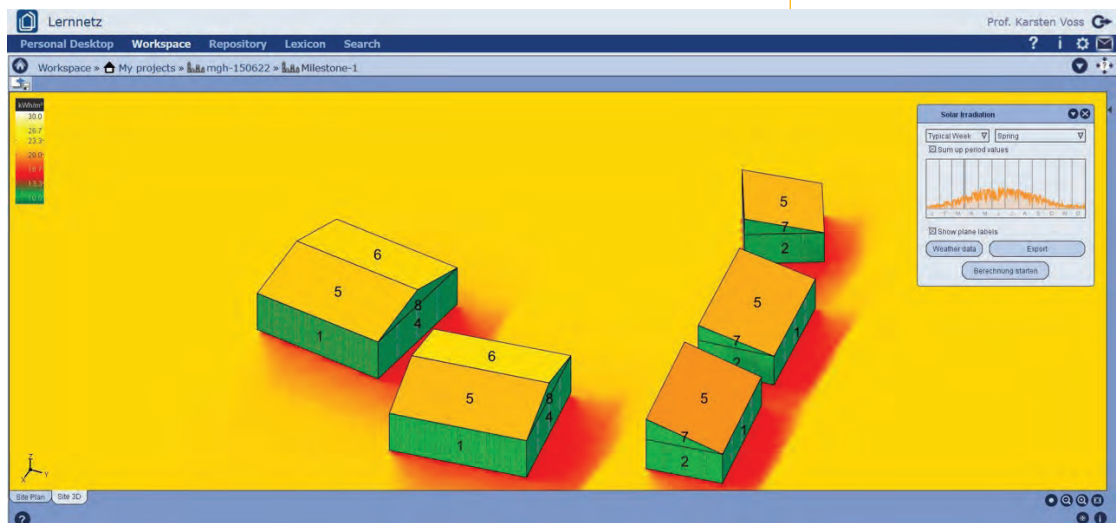 Lernnetz
Prof. Karsten Voss
Personal Desktop Workspace Repository Lexicon Search
? i
Workspace » My projects » mgh-150622 » Milestone-1
kWh/m²
30.0
26.7
23.3
20.0
16.7
13.3
10.0
Solar Irradiation
Typical Week Spring
Sum up period values
J F M A M J J A S O N D
Show plane labels
Weather data Export
Berechnung starten
5
7
2
6
5
8
4
1
5
7
2
1
6
5
8
4
1
5
7
2
1
Z
X Y
Site Plan Site 3D
?
i